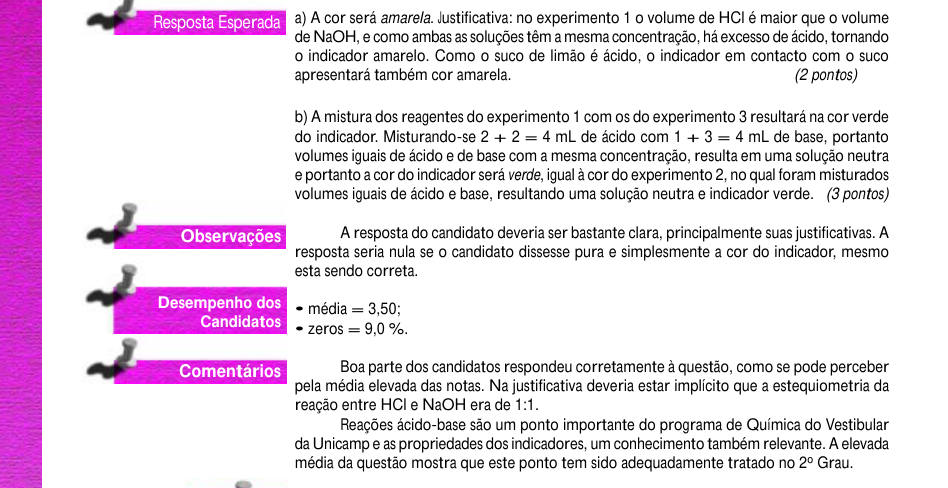 Resposta Esperada
a) A cor será amarela. Justificativa: no experimento 1 o volume de HCl é maior que o volume
de NaOH, e como ambas as soluções têm a mesma concentração, há excesso de ácido, tornando
o indicador amarelo. Como o suco de limão é ácido, o indicador em contacto com o suco
apresentará também cor amarela. (2 pontos)
b) A mistura dos reagentes do experimento 1 com os do experimento 3 resultará na cor verde
do indicador. Misturando-se 2 + 2 = 4 mL de ácido com 1 + 3 = 4 mL de base, portanto
volumes iguais de ácido e de base com a mesma concentração, resulta em uma solução neutra
e portanto a cor do indicador será verde, igual à cor do experimento 2, no qual foram misturados
volumes iguais de ácido e base, resultando uma solução neutra e indicador verde. (3 pontos)
Observações
A resposta do candidato deveria ser bastante clara, principalmente suas justificativas. A
resposta seria nula se o candidato dissesse pura e simplesmente a cor do indicador, mesmo
esta sendo correta.
Desempenho dos
Candidatos
• média = 3,50;
• zeros = 9,0 %.
Comentários
Boa parte dos candidatos respondeu corretamente à questão, como se pode perceber
pela média elevada das notas. Na justificativa deveria estar implícito que a estequiometria da
reação entre HCl e NaOH era de 1:1.
Reações ácido-base são um ponto importante do programa de Química do Vestibular
da Unicamp e as propriedades dos indicadores, um conhecimento também relevante. A elevada
média da questão mostra que este ponto tem sido adequadamente tratado no 2º Grau.